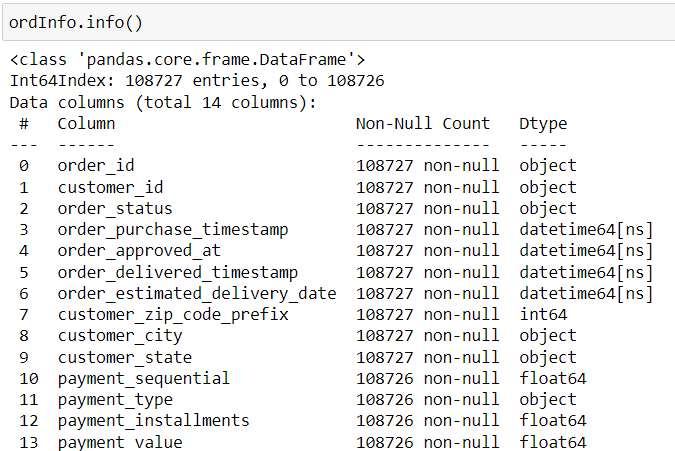 ordInfo.info()
<class 'pandas.core.frame.DataFrame'>
Int64Index: 108727 entries, 0 to 108726
Data columns (total 14 columns):
 #   Column                         Non-Null Count   Dtype
---  ------                         --------------   -----
 0   order_id                       108727 non-null  object
 1   customer_id                    108727 non-null  object
 2   order_status                   108727 non-null  object
 3   order_purchase_timestamp       108727 non-null  datetime64[ns]
 4   order_approved_at              108727 non-null  datetime64[ns]
 5   order_delivered_timestamp      108727 non-null  datetime64[ns]
 6   order_estimated_delivery_date  108727 non-null  datetime64[ns]
 7   customer_zip_code_prefix       108727 non-null  int64
 8   customer_city                  108727 non-null  object
 9   customer_state                 108727 non-null  object
 10  payment_sequential             108726 non-null  float64
 11  payment_type                   108726 non-null  object
 12  payment_installments           108726 non-null  float64
 13  payment_value                  108726 non-null  float64